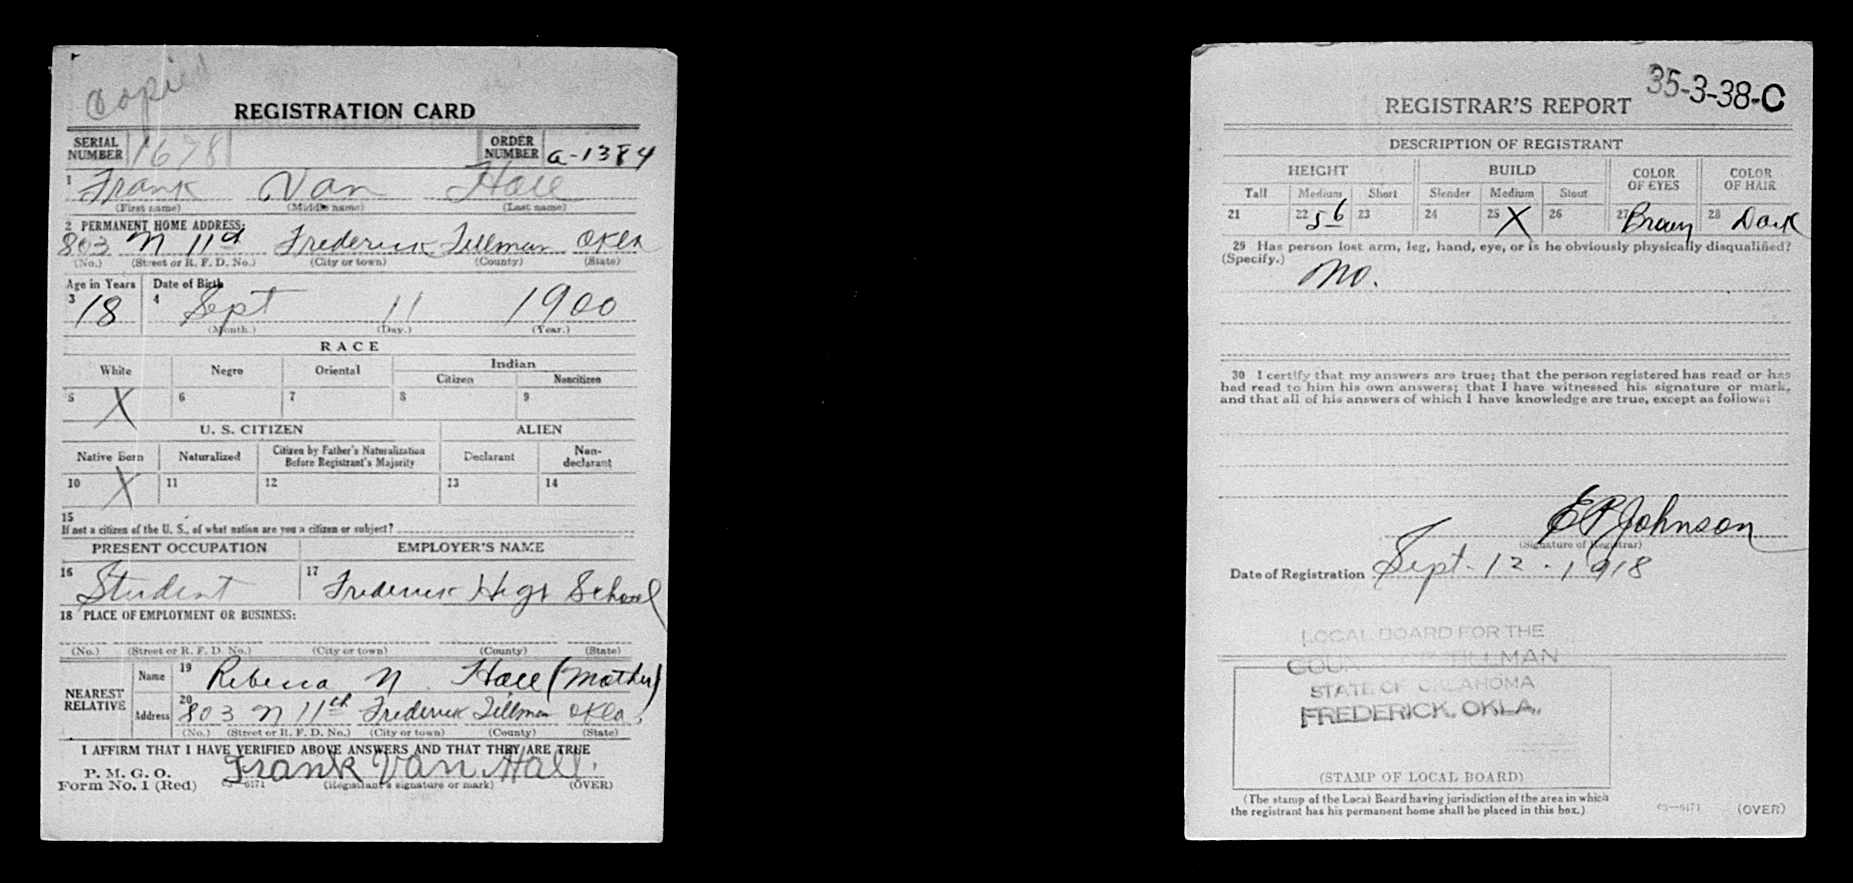 Copied
REGISTRATION CARD
SERIAL NUMBER 1678 ORDER NUMBER a-1384
1 Frank Van Hall
(First name) (Middle name) (Last name)
2 PERMANENT HOME ADDRESS:
803 N 11th Frederick Tillman Okla
(No.) (Street or R. F. D. No.) (City or town) (County) (State)
Age in Years Date of Birth
3 18 4 Sept 11 1900
(Month.) (Day.) (Year.)
RACE
White Negro Oriental Indian
Citizen Noncitizen
5 X 6 7 8 9
U. S. CITIZEN ALIEN
Native Born Naturalized Citizen by Father's Naturalization Before Registrant's Majority Declarant Non-declarant
10 X 11 12 13 14
15
If not a citizen of the U. S., of what nation are you a citizen or subject?
PRESENT OCCUPATION EMPLOYER'S NAME
16 Student 17 Frederick High School
18 PLACE OF EMPLOYMENT OR BUSINESS:
(No.) (Street or R. F. D. No.) (City or town) (County) (State)
NEAREST RELATIVE Name 19 Rebecca N. Hall (Mother)
Address 20 803 N 11th Frederick Tillman Okla.
(No.) (Street or R. F. D. No.) (City or town) (County) (State)
I AFFIRM THAT I HAVE VERIFIED ABOVE ANSWERS AND THAT THEY ARE TRUE
P. M. G. O.
Form No. 1 (Red) Frank Van Hall.
(Registrant's signature or mark) (OVER)
35-3-38-C
REGISTRAR'S REPORT
DESCRIPTION OF REGISTRANT
HEIGHT BUILD COLOR OF EYES COLOR OF HAIR
Tall Medium Short Slender Medium Stout
21 22 5 6 23 24 25 X 26 27 Brown 28 Dark
29 Has person lost arm, leg, hand, eye, or is he obviously physically disqualified?
(Specify.)
No.
30 I certify that my answers are true; that the person registered has read or has
had read to him his own answers; that I have witnessed his signature or mark,
and that all of his answers of which I have knowledge are true, except as follows:
E P Johnson
(Signature of Registrar)
Date of Registration Sept. 12. 1918
LOCAL BOARD FOR THE
COUNTY OF TILLMAN
STATE OF OKLAHOMA
FREDERICK, OKLA.
(STAMP OF LOCAL BOARD)
(The stamp of the Local Board having jurisdiction of the area in which
the registrant has his permanent home shall be placed in this box.)
(OVER)